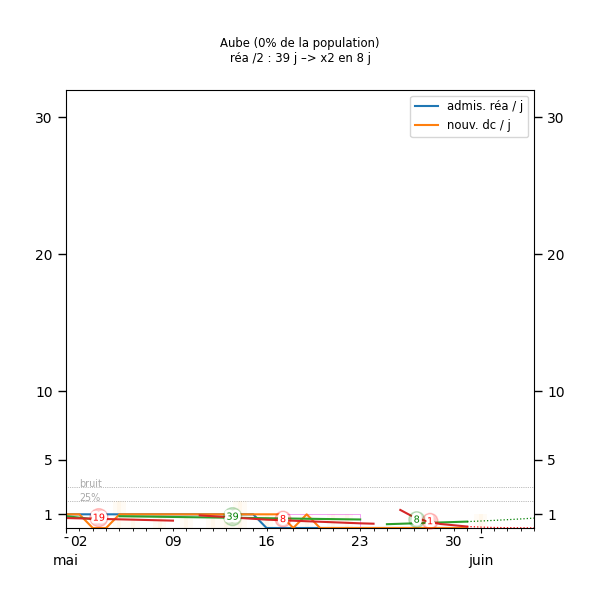 Aube (0% de la population)
réa /2 : 39 j –> x2 en 8 j
admis. réa / j
nouv. dc / j
30 30
20 20
10 10
5 5
bruit
25%
1 1
19 39 8 8 1
02 09 16 23 30
mai juin